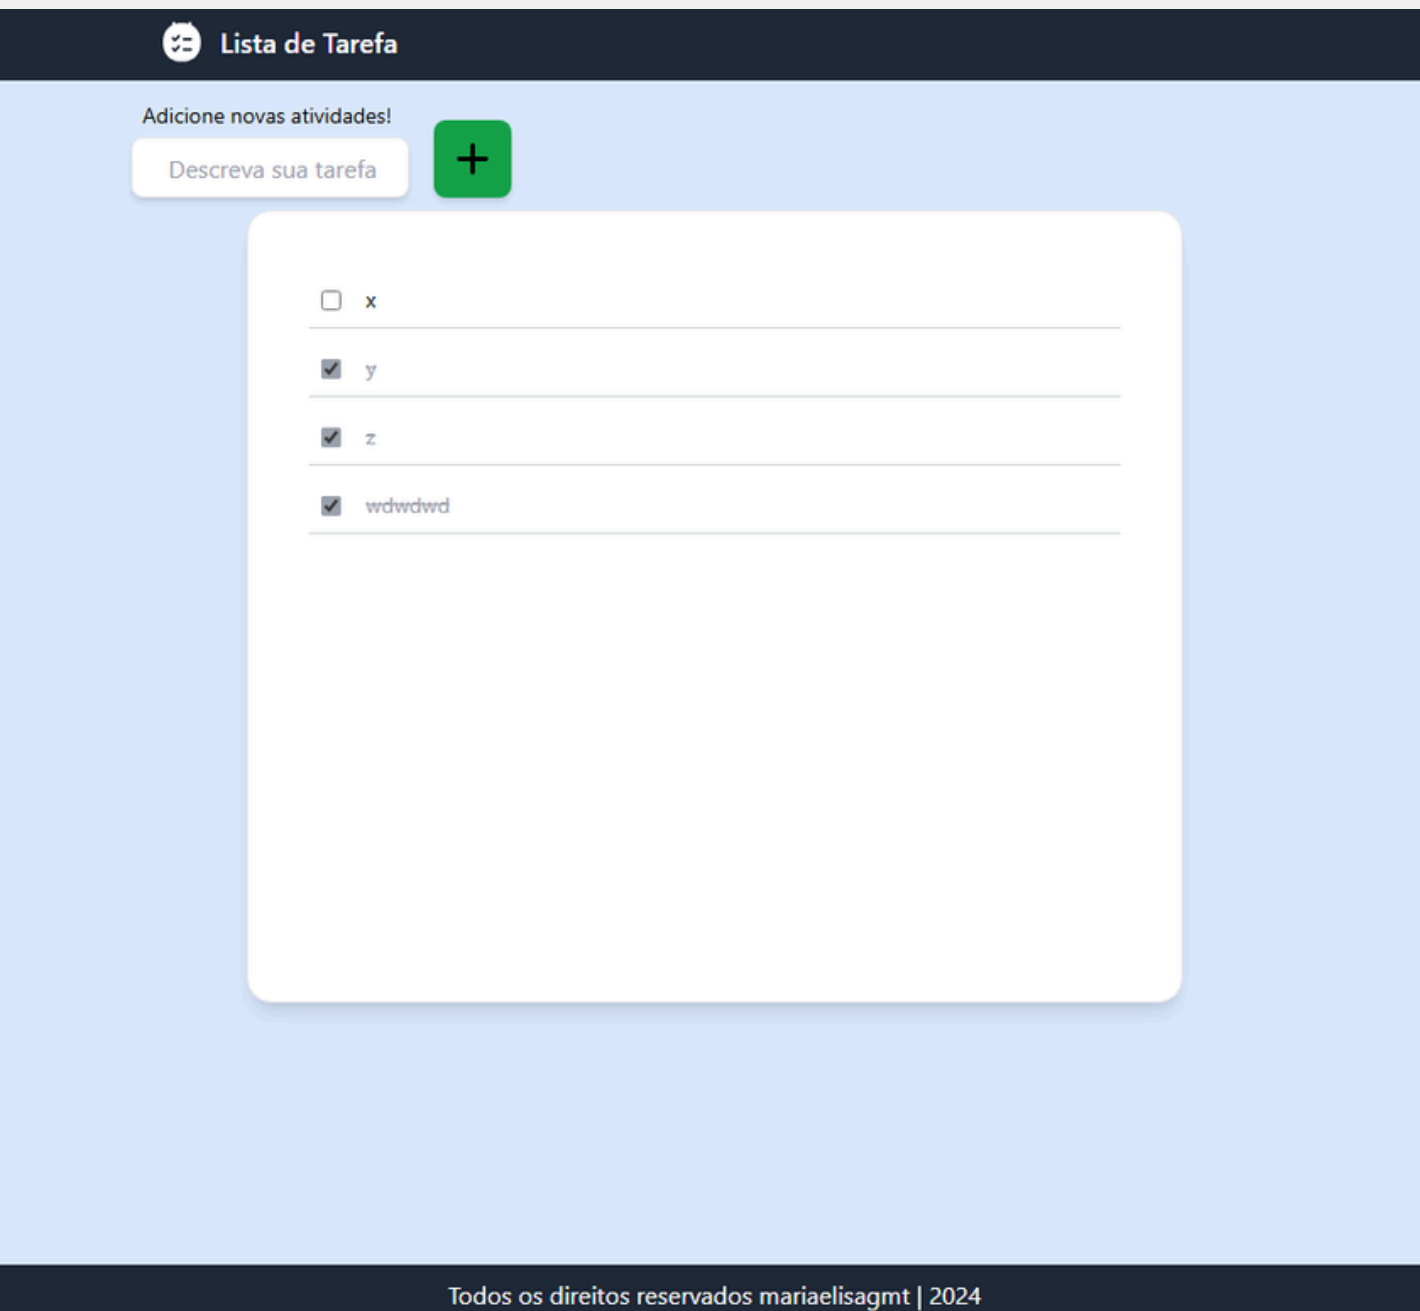 Lista de Tarefa
Adicione novas atividades!
Descreva sua tarefa
x
y
z
wdwdwd
Todos os direitos reservados mariaelisagmt | 2024